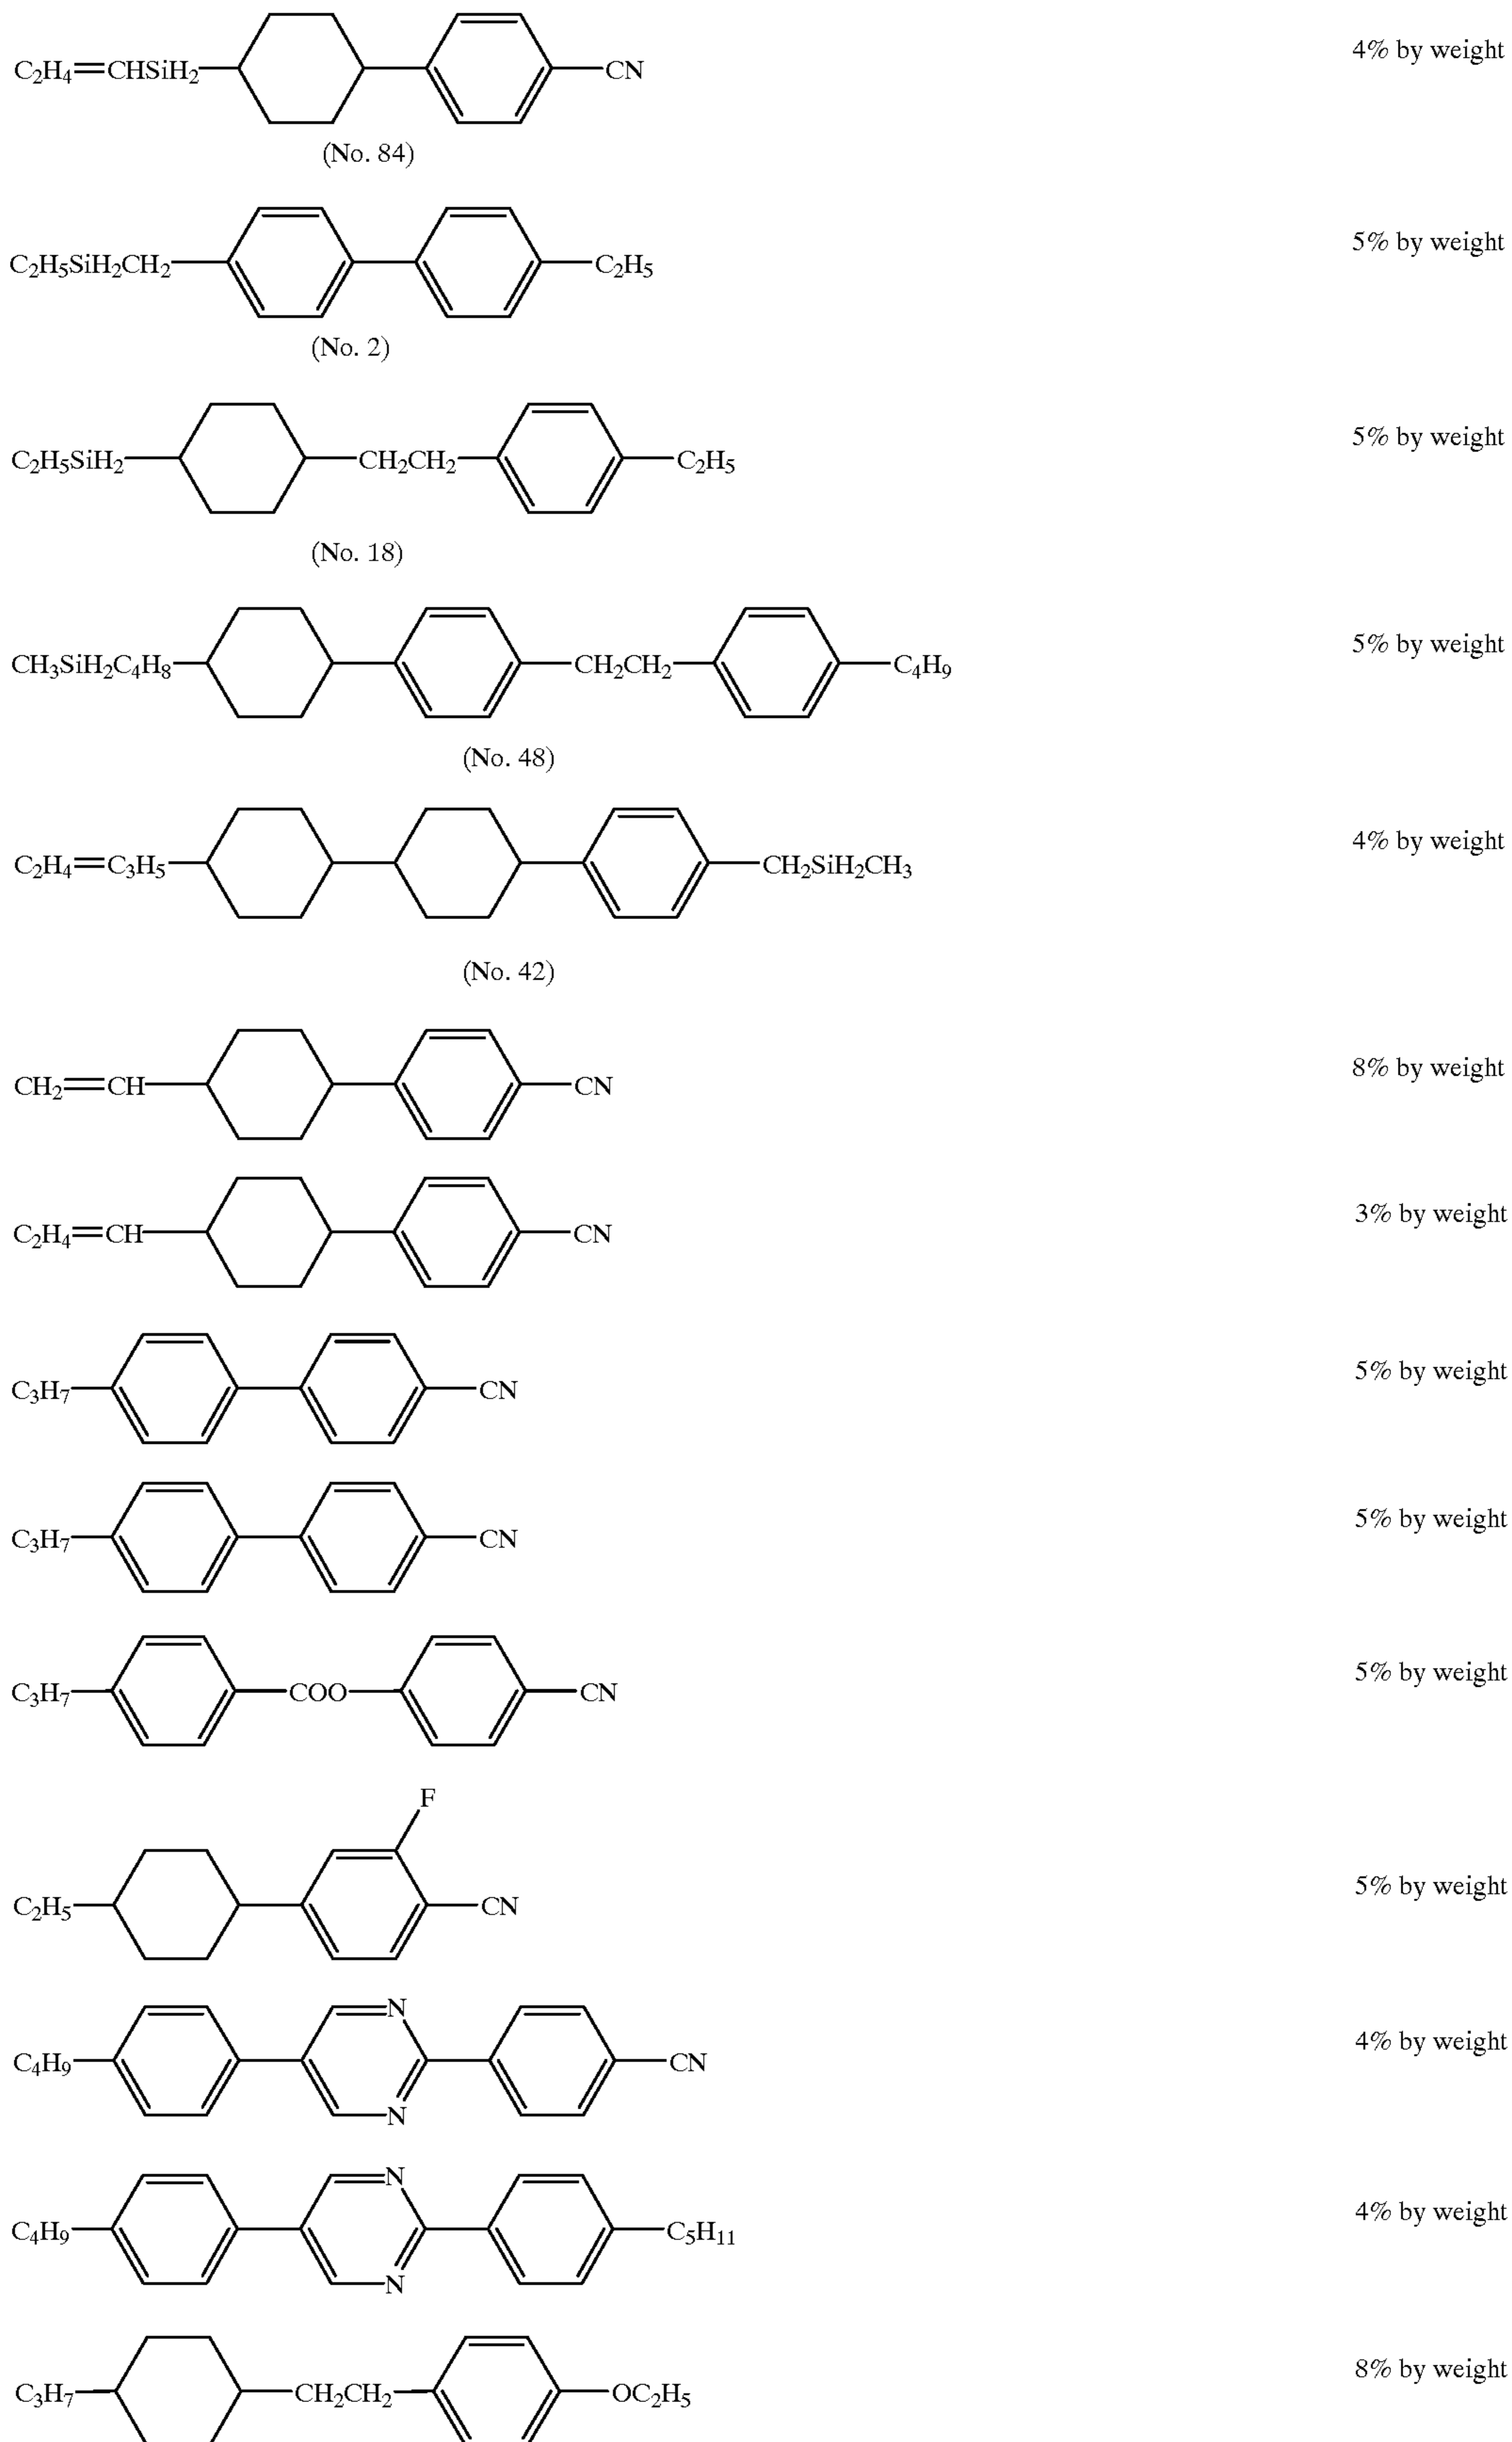 C₂H₄=CHSiH₂ CN 4% by weight
(No. 84)
C₂H₅SiH₂CH₂ C₂H₅ 5% by weight
(No. 2)
C₂H₅SiH₂ CH₂CH₂ C₂H₅ 5% by weight
(No. 18)
CH₃SiH₂C₄H₈ CH₂CH₂ C₄H₉ 5% by weight
(No. 48)
C₂H₄=C₃H₅ CH₂SiH₂CH₃ 4% by weight
(No. 42)
CH₂=CH CN 8% by weight
C₂H₄=CH CN 3% by weight
C₃H₇ CN 5% by weight
C₃H₇ CN 5% by weight
C₃H₇ COO CN 5% by weight
F
C₂H₅ CN 5% by weight
N
C₄H₉ CN 4% by weight
N
N
C₄H₉ C₅H₁₁ 4% by weight
N
C₃H₇ CH₂CH₂ OC₂H₅ 8% by weight